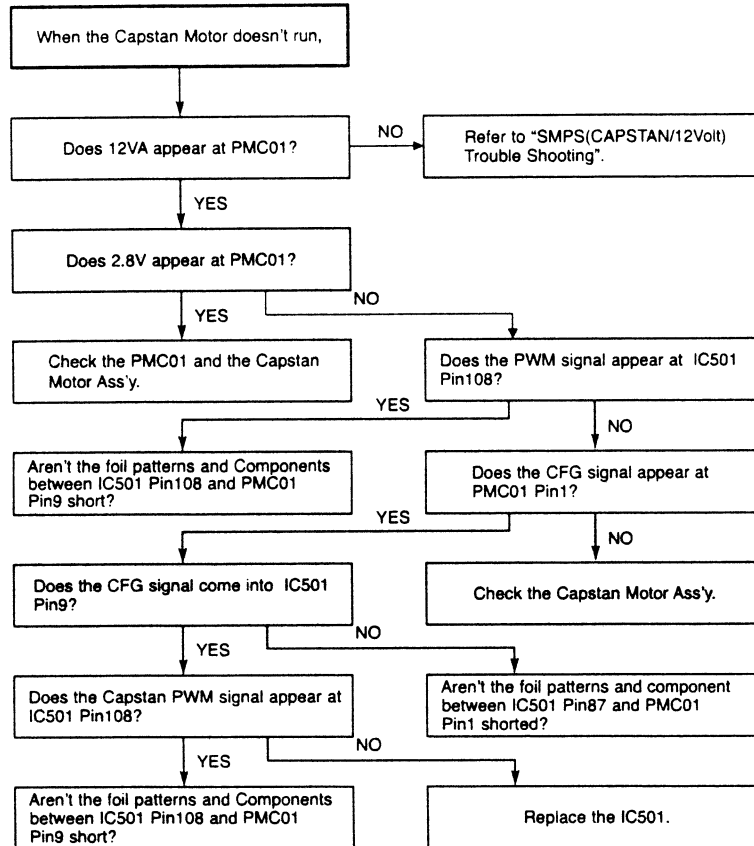 When the Capstan Motor doesn't run,
Does 12VA appear at PMC01?
NO
Refer to “SMPS(CAPSTAN/12Volt)
Trouble Shooting”.
YES
Does 2.8V appear at PMC01?
YES
NO
Check the PMC01 and the Capstan
Motor Ass'y.
Does the PWM signal appear at IC501
Pin108?
YES
NO
Aren't the foil patterns and Components
between IC501 Pin108 and PMC01
Pin9 short?
Does the CFG signal appear at
PMC01 Pin1?
YES
NO
Does the CFG signal come into IC501
Pin9?
Check the Capstan Motor Ass'y.
YES
NO
Does the Capstan PWM signal appear at
IC501 Pin108?
Aren't the foil patterns and component
between IC501 Pin87 and PMC01
Pin1 shorted?
YES
NO
Aren't the foil patterns and Components
between IC501 Pin108 and PMC01
Pin9 short?
Replace the IC501.